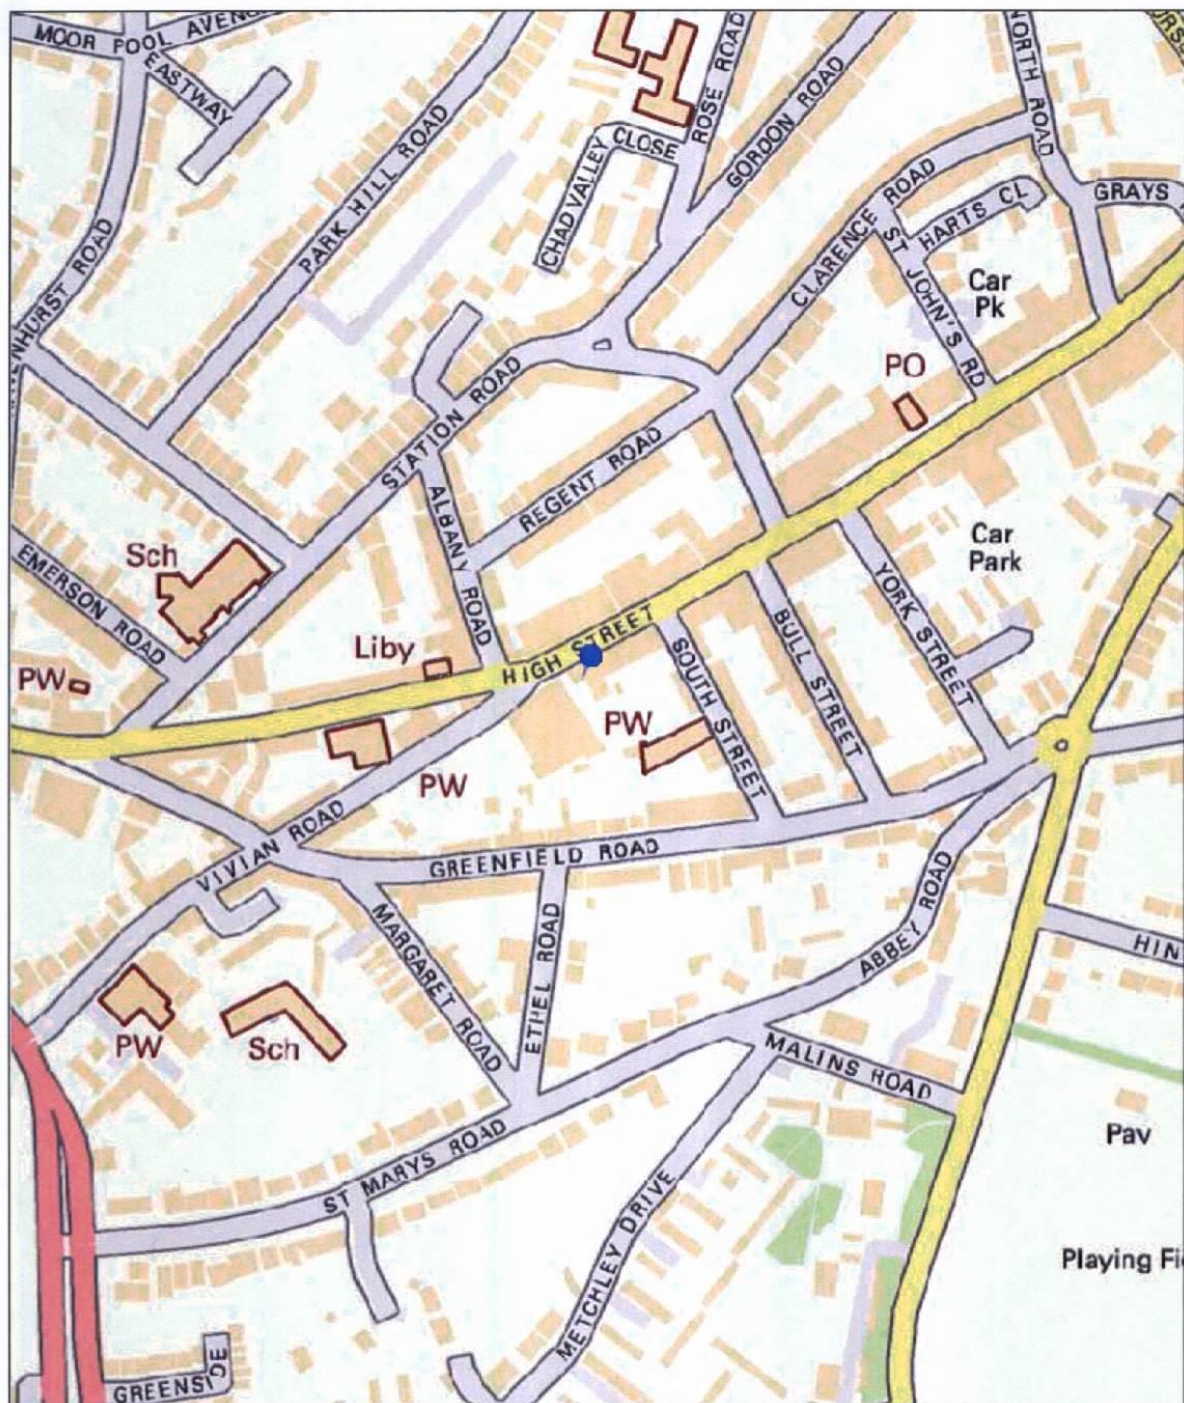 MOOR POOL AVENU
EASTWAY
PARK HILL ROAD
CHAD VALLEY
CLOSE
ROSE ROAD
GORDON ROAD
NORTH ROAD
GRAYS
HARTS CL
CLARENCE ROAD
ST JOHN'S RD
Car
Pk
PO
ENHURST ROAD
STATION ROAD
REGENT ROAD
ALBANY ROAD
Sch
EMERSON ROAD
PW
Liby
HIGH STREET
PW
SOUTH STREET
BULL STREET
YORK STREET
Car
Park
PW
VIVIAN ROAD
GREENFIELD ROAD
MARGARET ROAD
ETHEL ROAD
ABBEY ROAD
HIN
PW
Sch
MALINS ROAD
Pav
ST MARYS ROAD
METCHLEY DRIVE
Playing Fi
GREENSIDE